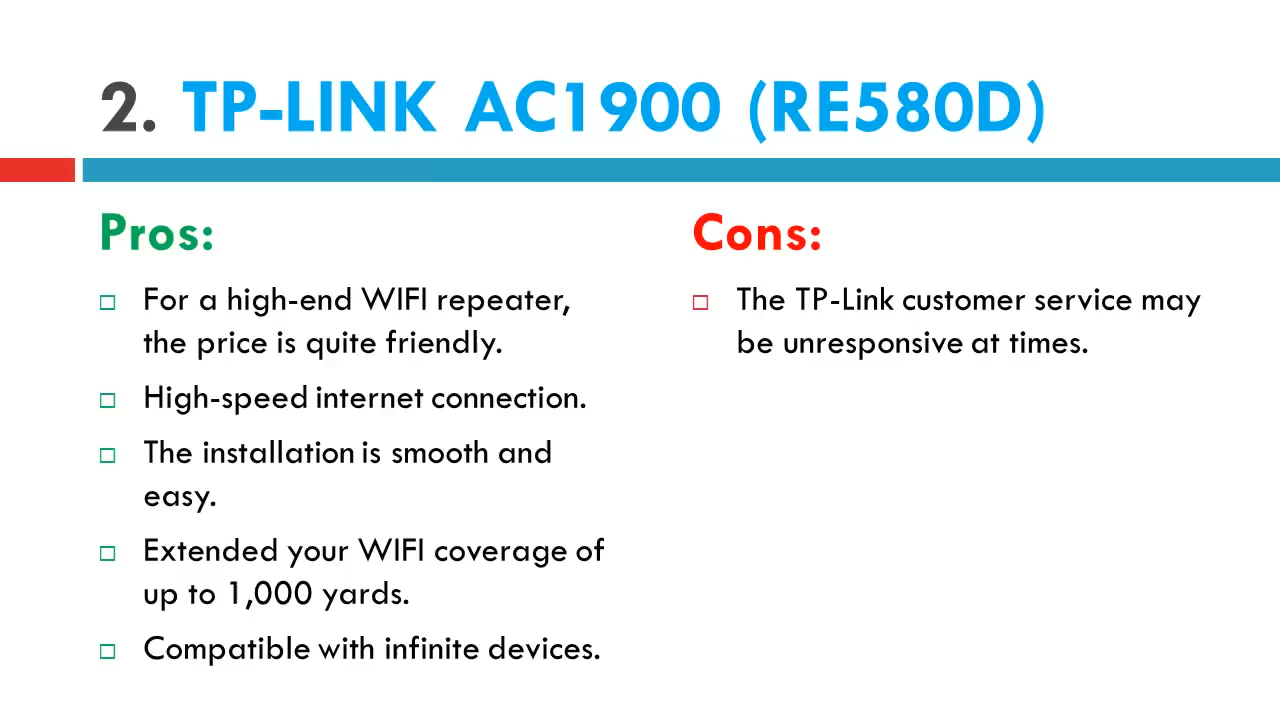 2. TP-LINK AC1900 (RE580D)
Pros:
For a high-end WIFI repeater,
the price is quite friendly.
High-speed internet connection.
The installation is smooth and
easy.
Extended your WIFI coverage of
up to 1,000 yards.
Compatible with infinite devices.
Cons:
The TP-Link customer service may
be unresponsive at times.